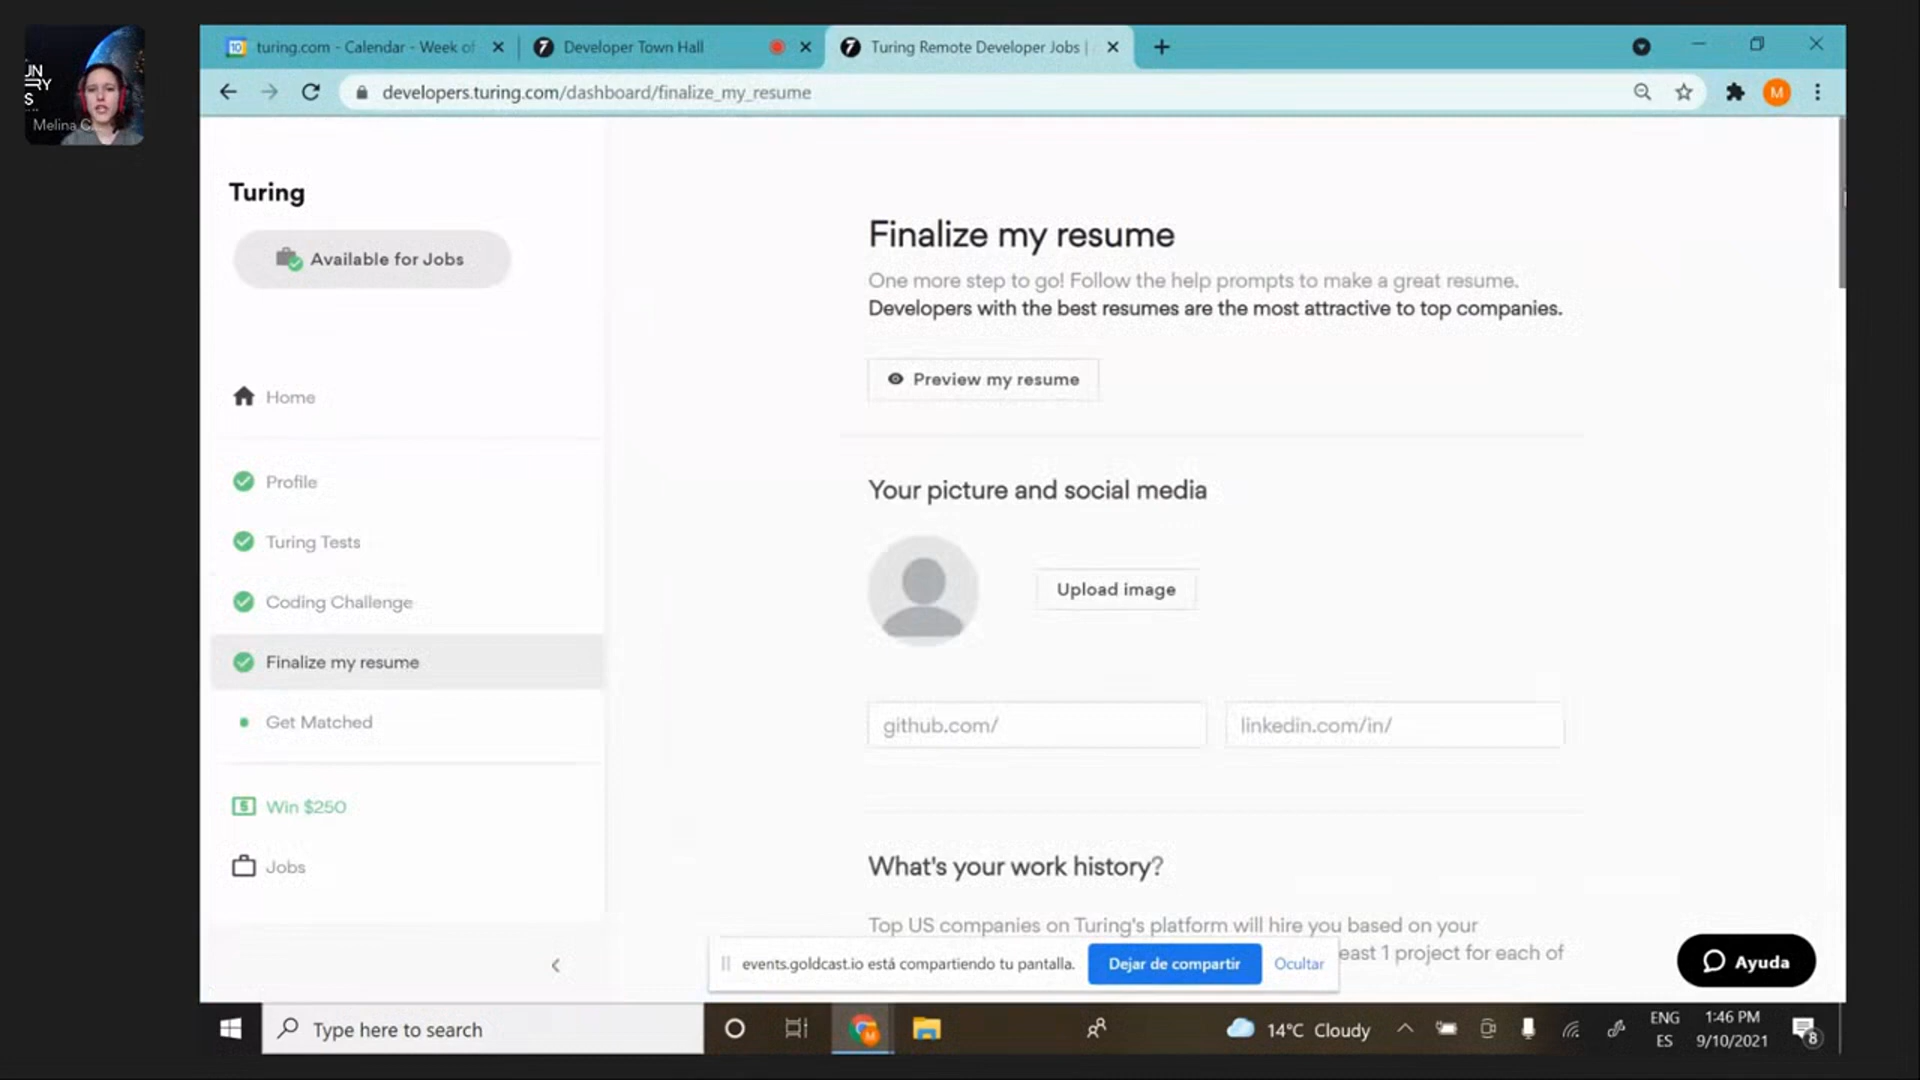 turing.com - Calendar - Week of
Developer Town Hall
Turing Remote Developer Jobs |
developers.turing.com/dashboard/finalize_my_resume
M
Melina
Turing
Available for Jobs
Home
Profile
Turing Tests
Coding Challenge
Finalize my resume
Get Matched
Win $250
Jobs
Finalize my resume
One more step to go! Follow the help prompts to make a great resume.
Developers with the best resumes are the most attractive to top companies.
Preview my resume
Your picture and social media
Upload image
github.com/
linkedin.com/in/
What's your work history?
Top US companies on Turing's platform will hire you based on your
east 1 project for each of
events.goldcast.io está compartiendo tu pantalla.
Dejar de compartir
Ocultar
Ayuda
Type here to search
14°C Cloudy
ENG
ES
1:46 PM
9/10/2021
8